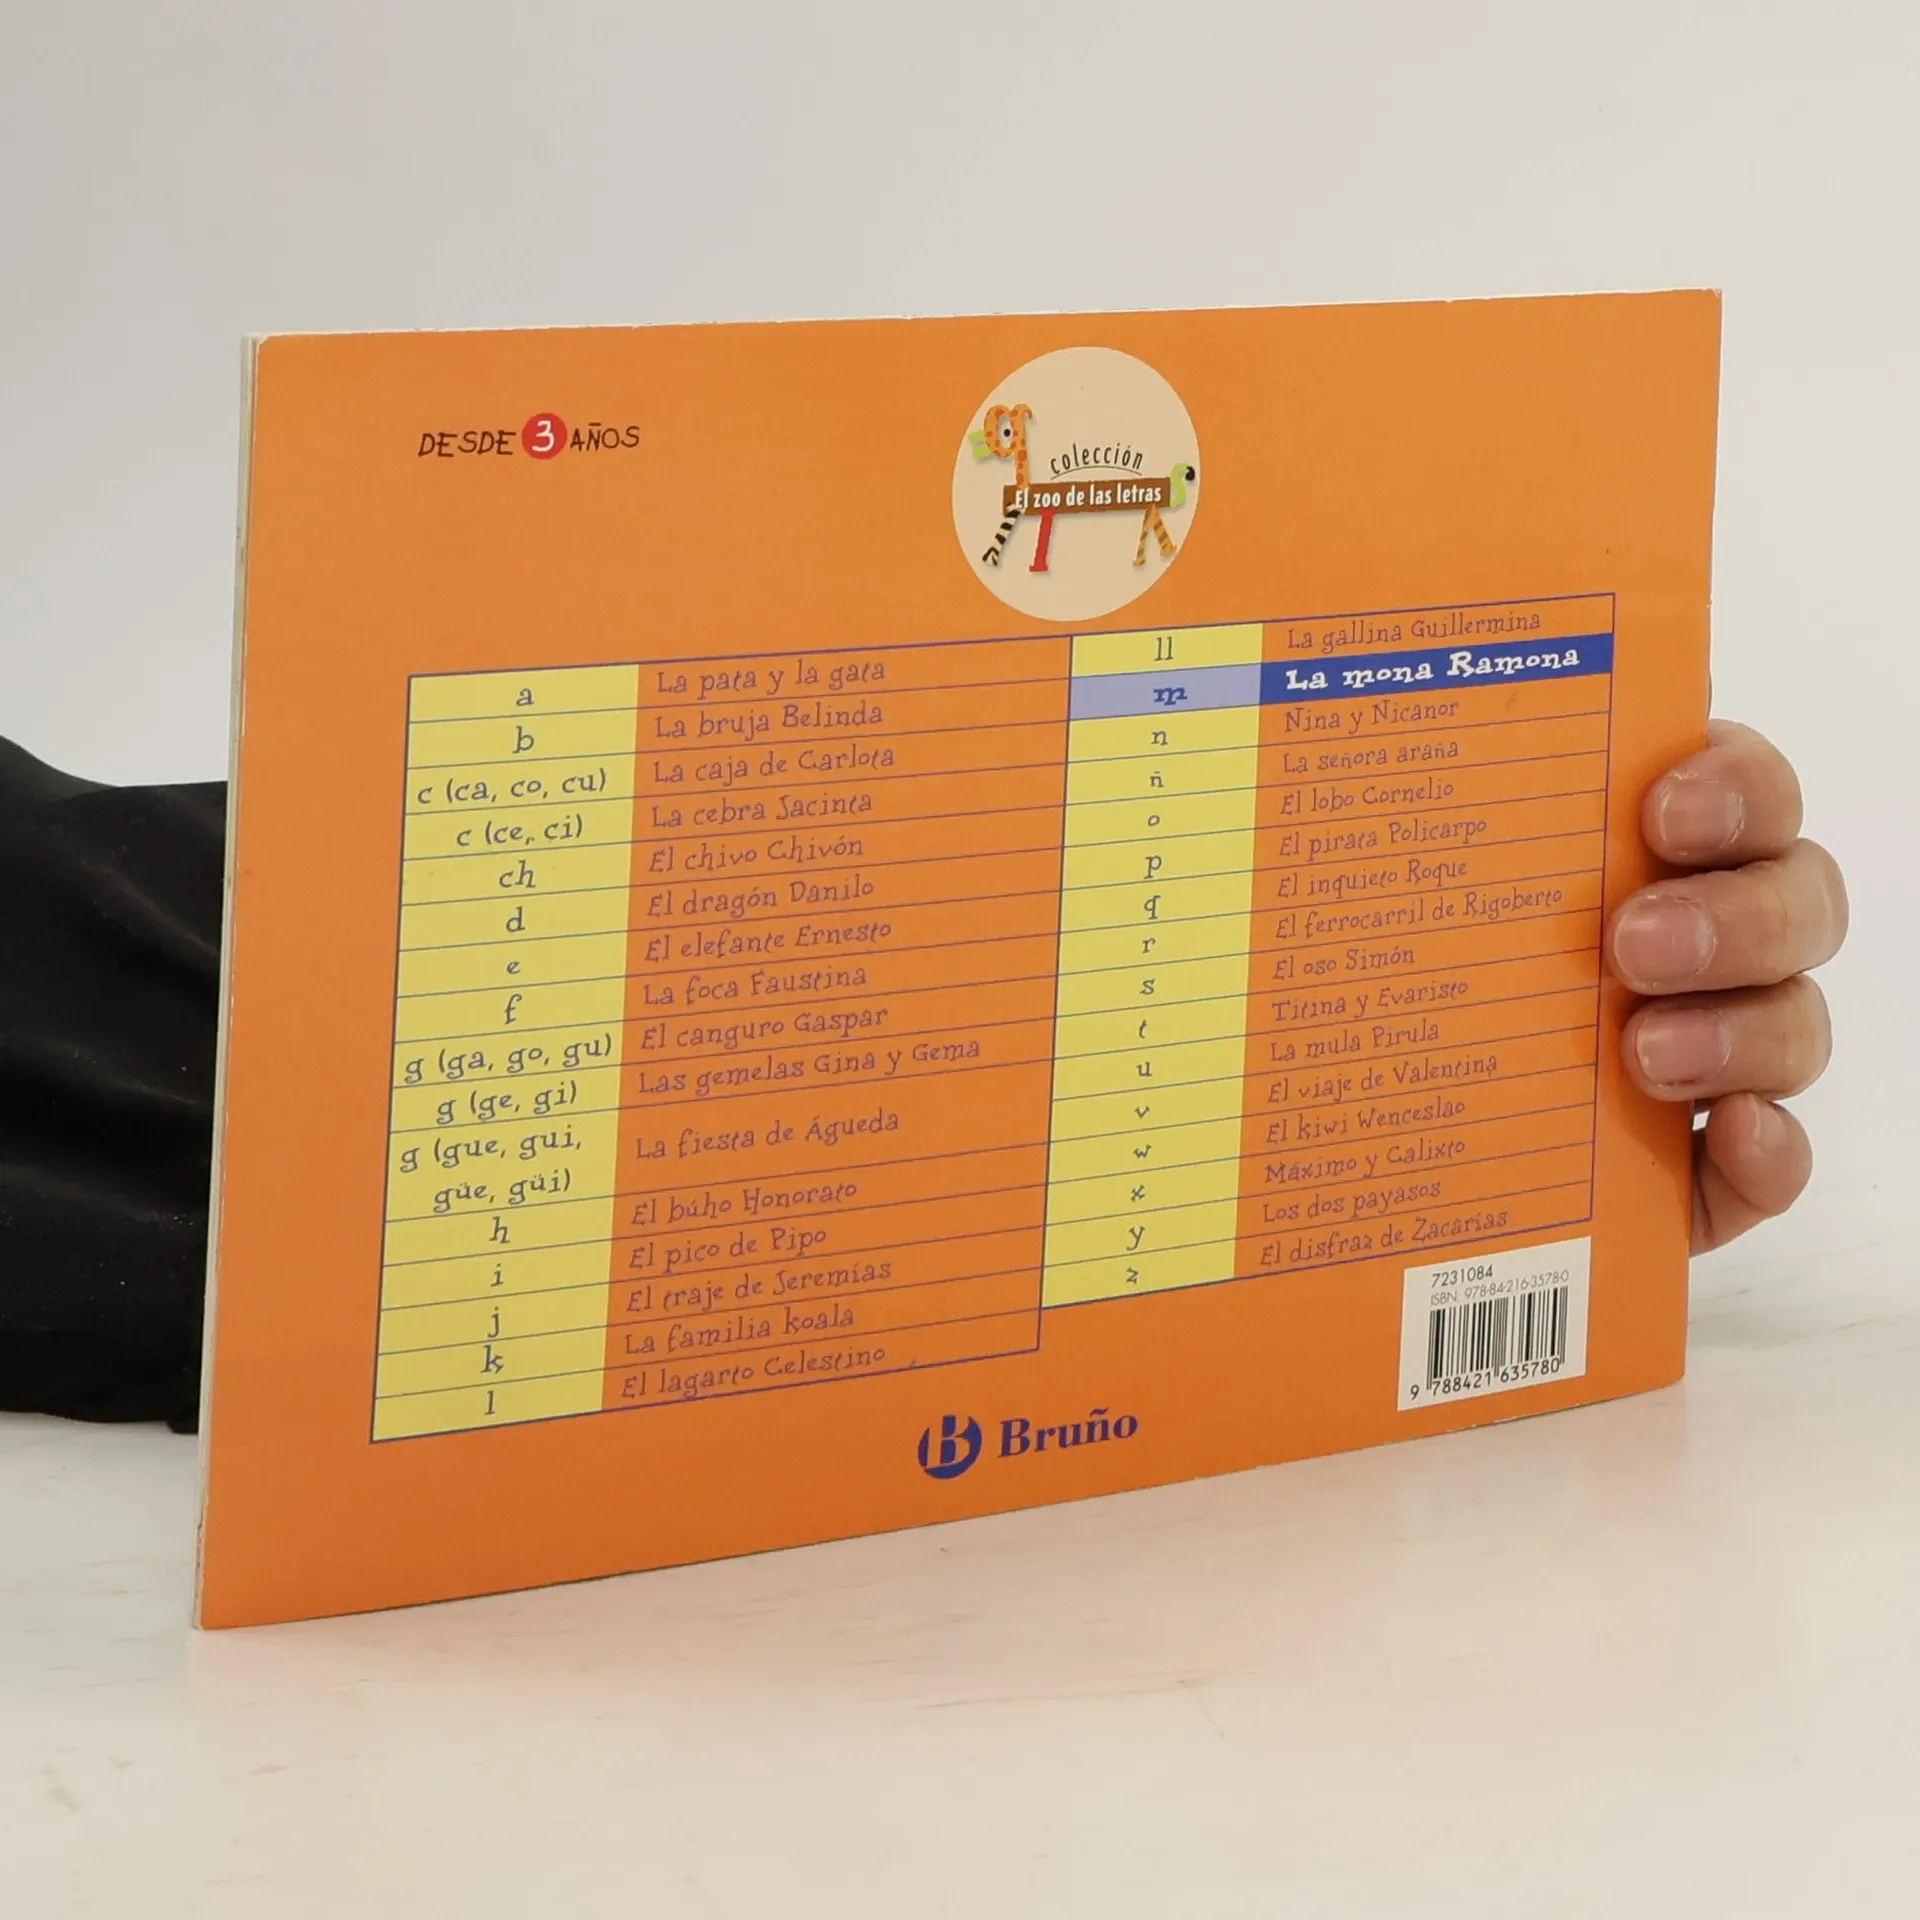 DESDE 3 AÑOS
colección
El zoo de las letras
a La pata y la gata
b La bruja Belinda
c (ca, co, cu) La caja de Carlota
c (ce, ci) La cebra Jacinta
ch El chivo Chivón
d El dragón Danilo
e El elefante Ernesto
f La foca Faustina
g (ga, go, gu) El canguro Gaspar
g (ge, gi) Las gemelas Gina y Gema
g (gue, gui,
güe, güi) La fiesta de Águeda
h El búho Honorato
i El pico de Pipo
j El traje de Jeremías
k La familia koala
l El lagarto Celestino
ll La gallina Guillermina
m La mona Ramona
n Nina y Nicanor
ñ La señora araña
o El lobo Cornelio
p El pirata Policarpo
q El inquieto Roque
r El ferrocarril de Rigoberto
s El oso Simón
t Titina y Evaristo
u La mula Pirula
v El viaje de Valentina
w El kiwi Wenceslao
x Máximo y Calixto
y Los dos payasos
z El disfraz de Zacarías
7231084
ISBN: 978-84-216-3578-0
9 788421 635780
B Bruño